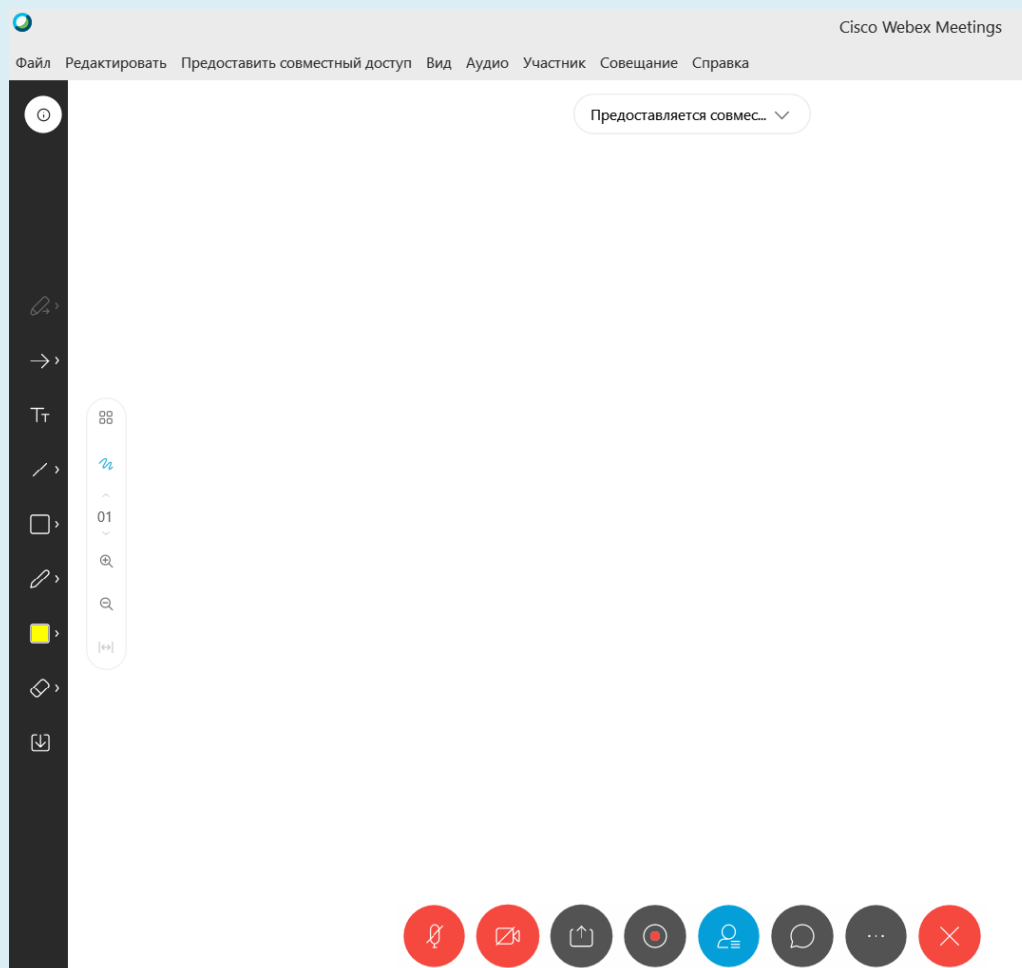 Cisco Webex Meetings
Файл Редактировать Предоставить совместный доступ Вид Аудио Участник Совещание Справка
Предоставляется совмес...
Tт
01